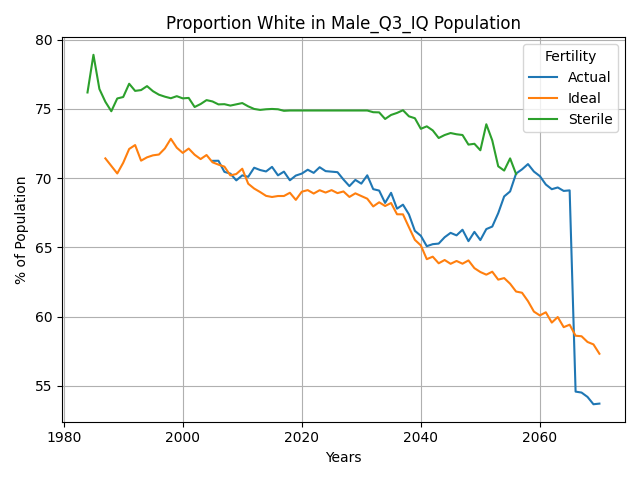 Proportion White in Male_Q3_IQ Population
80
75
70
65
60
55
% of Population
1980
2000
2020
2040
2060
Years
Fertility
Actual
Ideal
Sterile